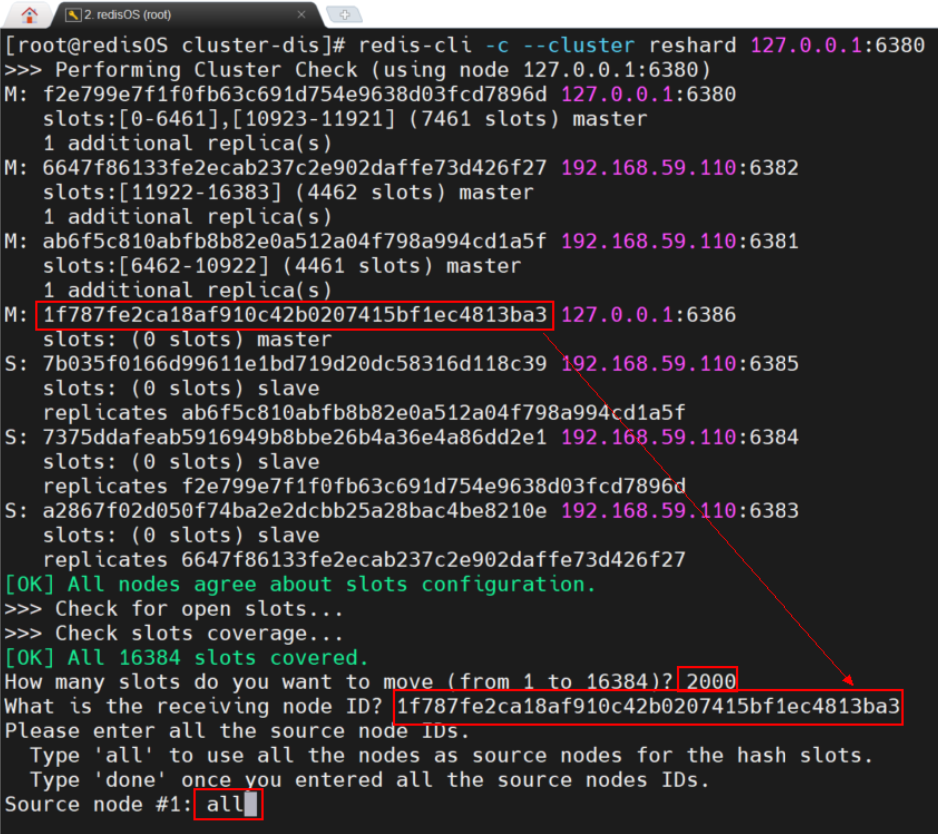 2. redisOS (root)
[root@redisOS cluster-dis]# redis-cli -c --cluster reshard 127.0.0.1:6380
>>> Performing Cluster Check (using node 127.0.0.1:6380)
M: f2e799e7f1f0fb63c691d754e9638d03fcd7896d 127.0.0.1:6380
slots:[0-6461],[10923-11921] (7461 slots) master
1 additional replica(s)
M: 6647f86133fe2ecab237c2e902daffe73d426f27 192.168.59.110:6382
slots:[11922-16383] (4462 slots) master
1 additional replica(s)
M: ab6f5c810abfb8b82e0a512a04f798a994cd1a5f 192.168.59.110:6381
slots:[6462-10922] (4461 slots) master
1 additional replica(s)
M: 1f787fe2ca18af910c42b0207415bf1ec4813ba3 127.0.0.1:6386
slots: (0 slots) master
S: 7b035f0166d99611e1bd719d20dc58316d118c39 192.168.59.110:6385
slots: (0 slots) slave
replicates ab6f5c810abfb8b82e0a512a04f798a994cd1a5f
S: 7375ddafeab5916949b8bbe26b4a36e4a86dd2e1 192.168.59.110:6384
slots: (0 slots) slave
replicates f2e799e7f1f0fb63c691d754e9638d03fcd7896d
S: a2867f02d050f74ba2e2dcbb25a28bac4be8210e 192.168.59.110:6383
slots: (0 slots) slave
replicates 6647f86133fe2ecab237c2e902daffe73d426f27
[OK] All nodes agree about slots configuration.
>>> Check for open slots...
>>> Check slots coverage...
[OK] All 16384 slots covered.
How many slots do you want to move (from 1 to 16384)? 2000
What is the receiving node ID? 1f787fe2ca18af910c42b0207415bf1ec4813ba3
Please enter all the source node IDs.
Type 'all' to use all the nodes as source nodes for the hash slots.
Type 'done' once you entered all the source nodes IDs.
Source node #1: all